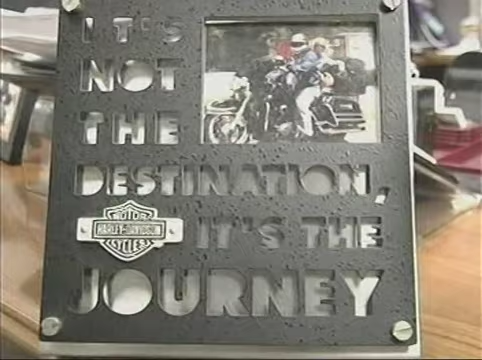 IT'S
NOT
THE
DESTINATION,
MOTOR
HARLEY-DAVIDSON
CYCLES
IT'S THE
JOURNEY